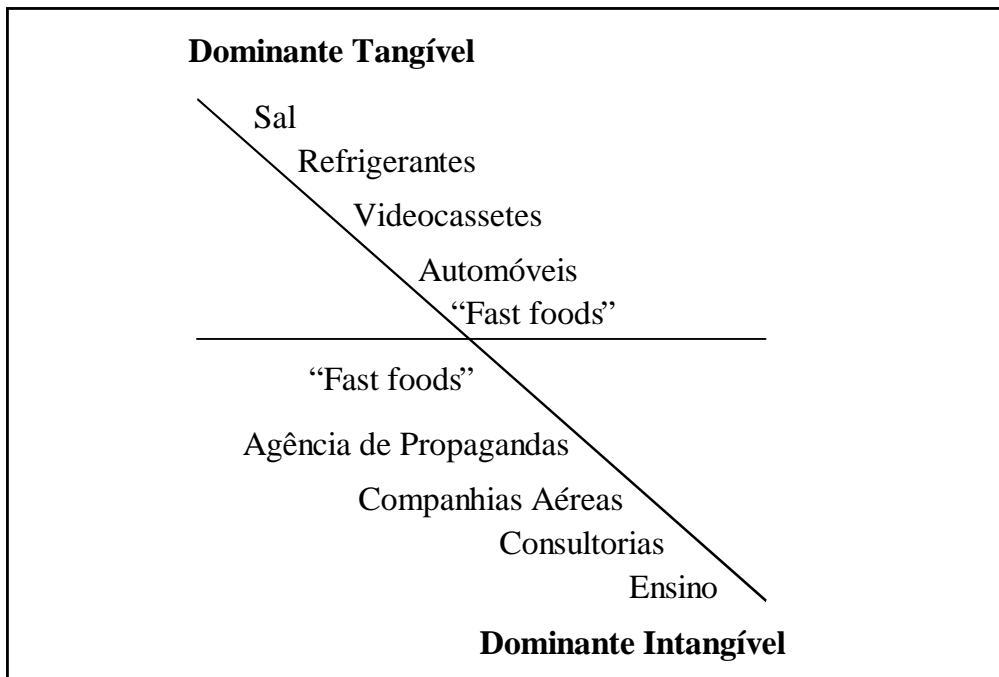 Dominante Tangível
Sal
Refrigerantes
Videocassetes
Automóveis
“Fast foods”
“Fast foods”
Agência de Propagandas
Companhias Aéreas
Consultorias
Ensino
Dominante Intangível